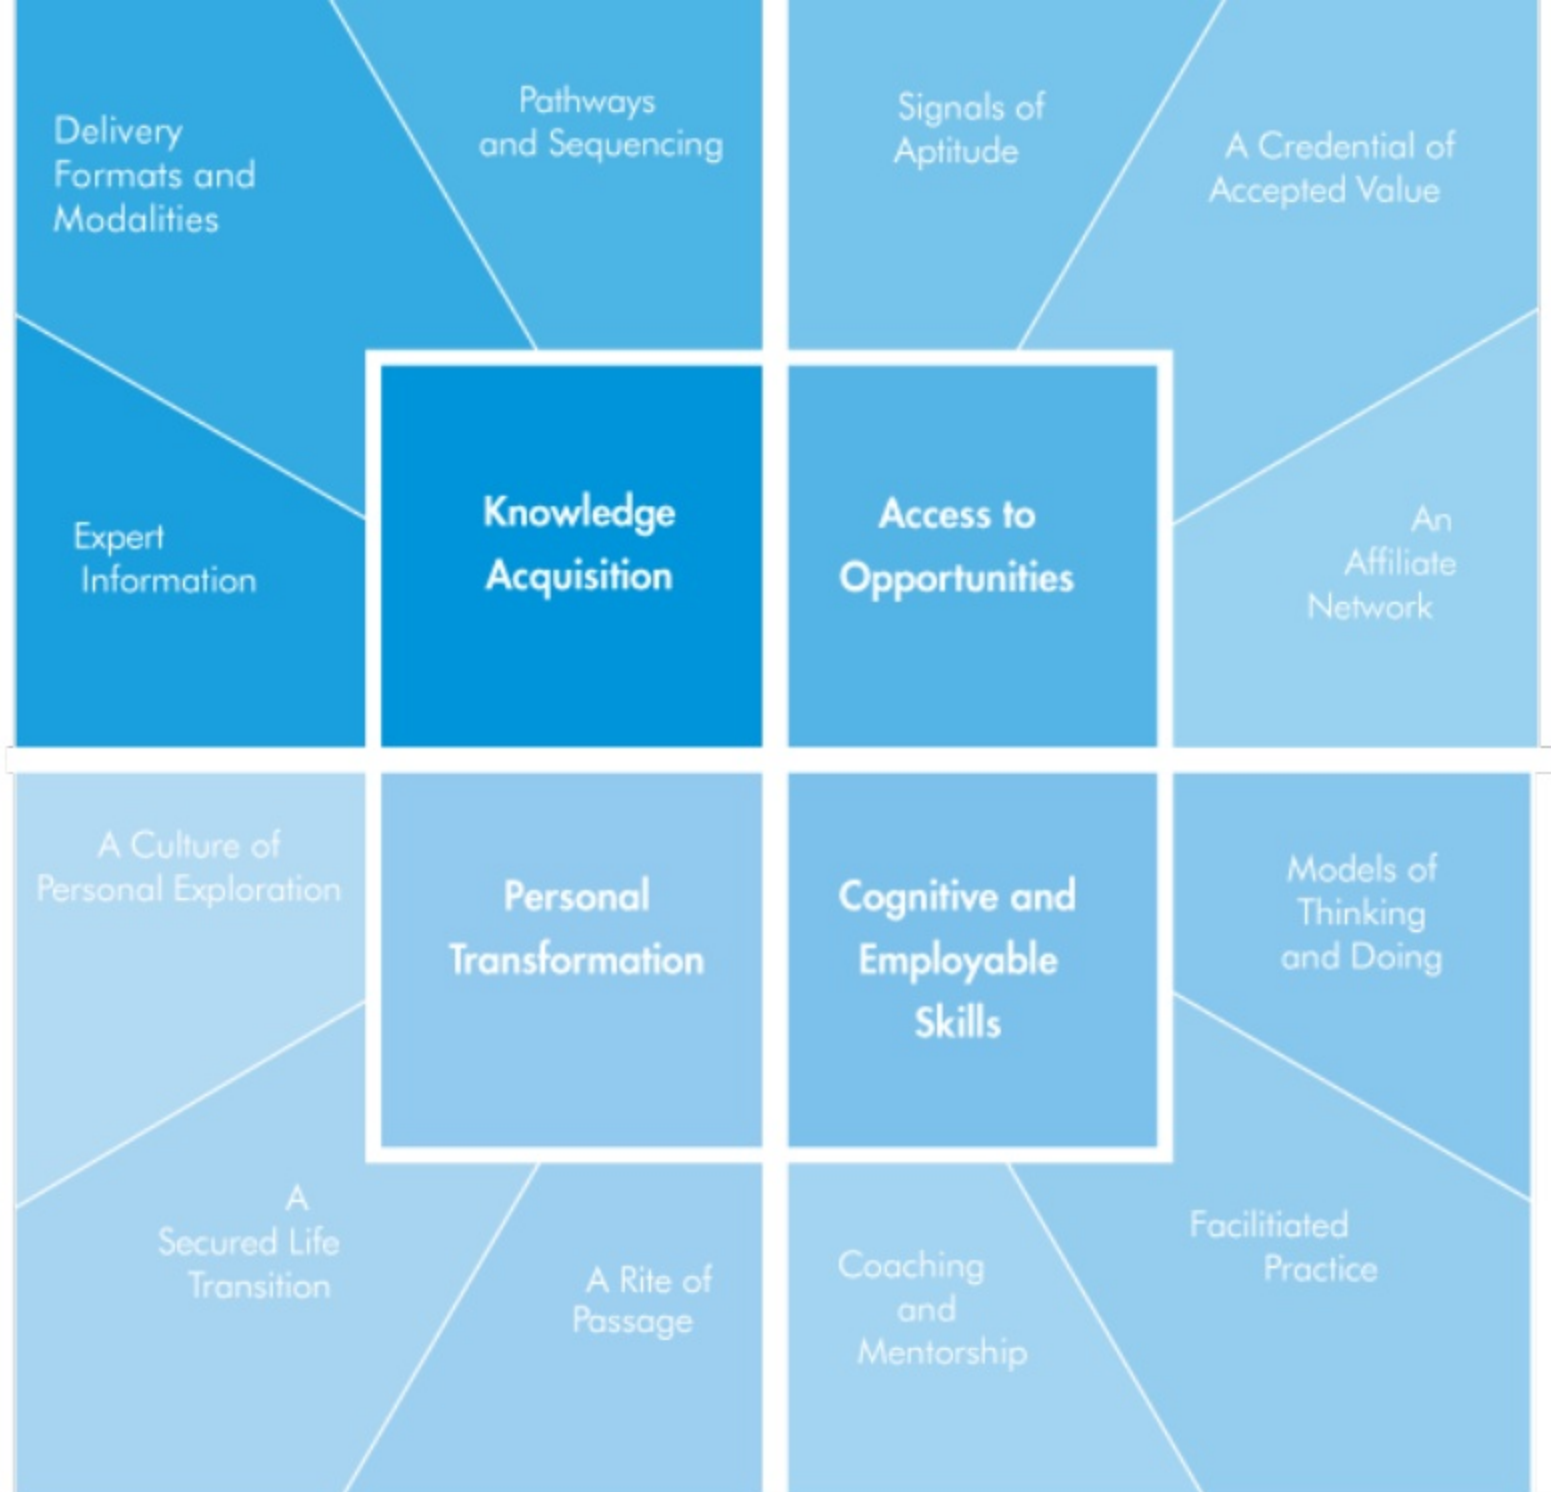 Delivery
Formats and
Modalities
Pathways
and Sequencing
Expert
Information
Knowledge
Acquisition
Signals of
Aptitude
A Credential of
Accepted Value
Access to
Opportunities
An
Affiliate
Network
A Culture of
Personal Exploration
Personal
Transformation
A
Secured Life
Transition
A Rite of
Passage
Cognitive and
Employable
Skills
Models of
Thinking
and Doing
Coaching
and
Mentorship
Facilitiated
Practice